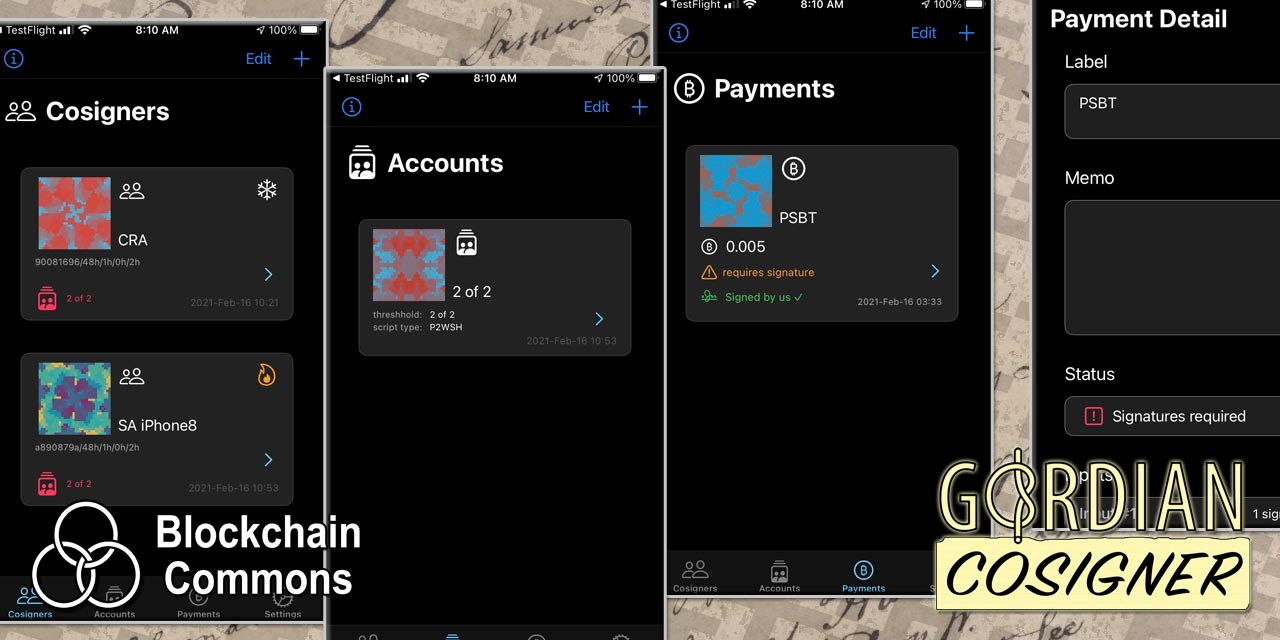 TestFlight
8:10 AM
100%
Edit
Cosigners
CRA
90081696/48h/1h/0h/2h
2 of 2
2021-Feb-16 10:21
SA iPhone8
a890879a/48h/1h/0h/2h
2 of 2
2021-Feb-16 10:53
Cosigners
Accounts
Payments
Settings
Blockchain
Commons
TestFlight
8:10 AM
100%
Edit
Accounts
2 of 2
threshhold: 2 of 2
script type: P2WSH
2021-Feb-16 10:53
TestFlight
8:10 AM
100%
Edit
Payments
PSBT
0.005
requires signature
Signed by us ✓
2021-Feb-16 03:33
Cosigners
Accounts
Payments
Payment Detail
Label
PSBT
Memo
Status
Signatures required
GORDIAN
COSIGNER